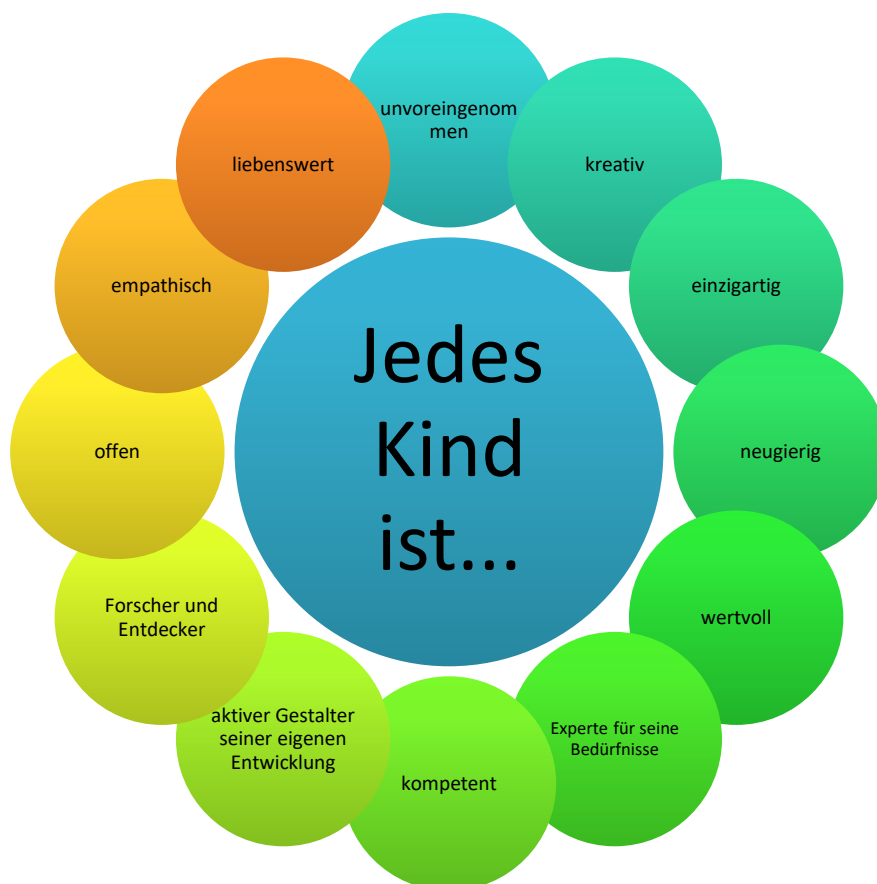 Jedes
Kind
ist...
unvoreingenom
men
kreativ
einzigartig
neugierig
wertvoll
Experte für seine
Bedürfnisse
kompetent
aktiver Gestalter
seiner eigenen
Entwicklung
Forscher und
Entdecker
offen
empathisch
liebenswert